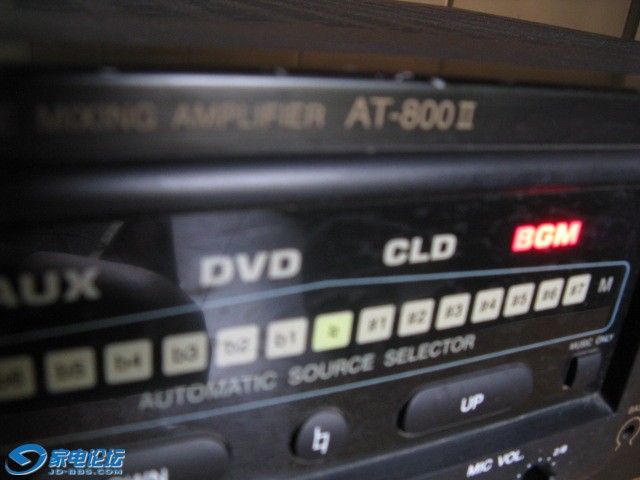 MIXING AMPLIFIER AT-800II
AUX DVD CLD BGM
b6 b5 b4 b3 b2 b1 ♮ #1 #2 #3 #4 #5 #6 #7 M
AUTOMATIC SOURCE SELECTOR
MUSIC ONLY
♮ UP
MIC VOL.
家电论坛
JD-BBS.COM